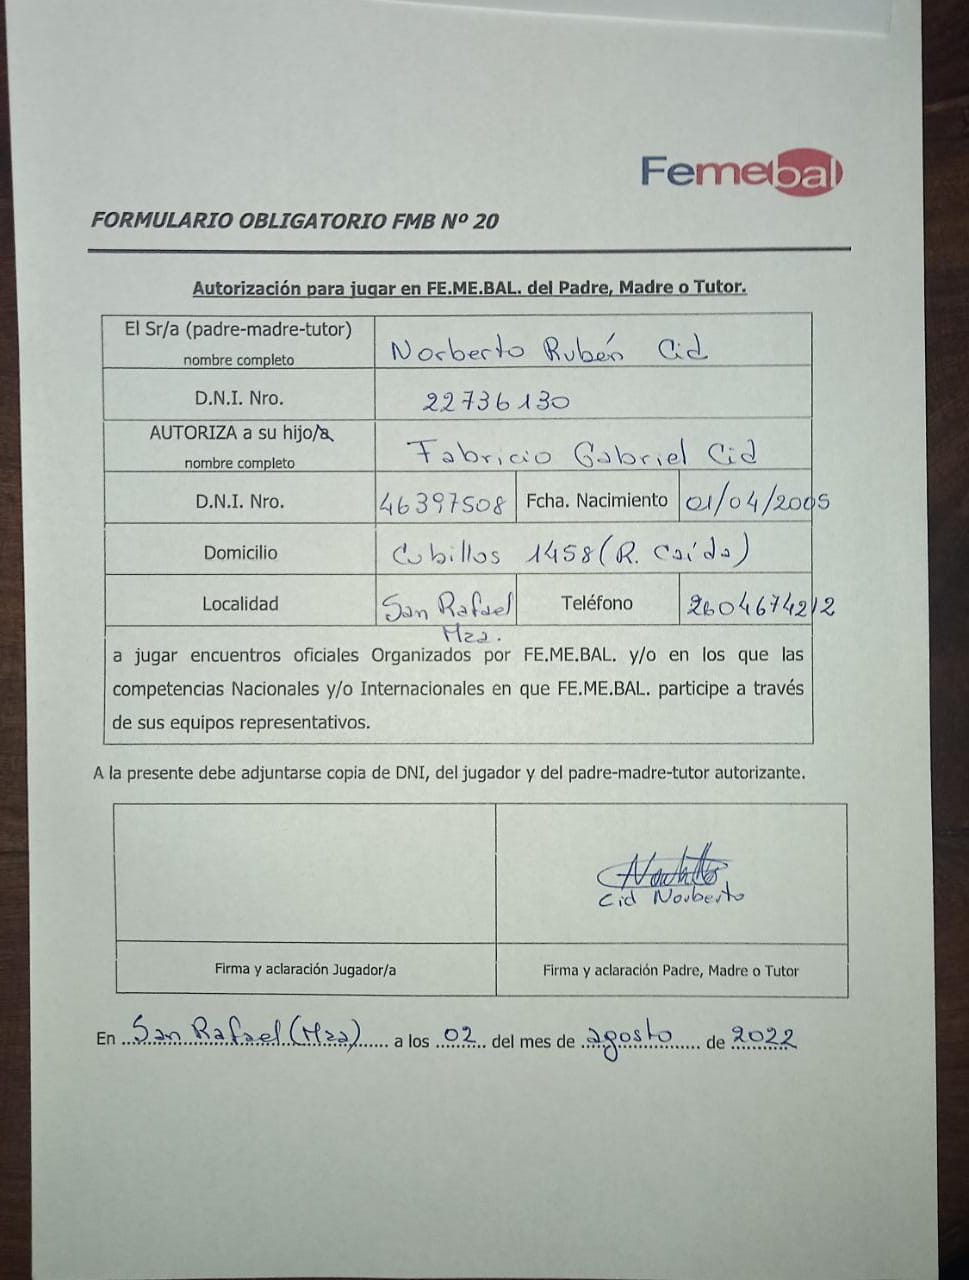 Femebal
FORMULARIO OBLIGATORIO FMB Nº 20
Autorización para jugar en FE.ME.BAL. del Padre, Madre o Tutor.
El Sr/a (padre-madre-tutor)
nombre completo
Norberto Rubén Cid
D.N.I. Nro.
22736130
AUTORIZA a su hijo/a
nombre completo
Fabricio Gabriel Cid
D.N.I. Nro.
46397508
Fcha. Nacimiento
01/04/2005
Domicilio
Cubillos 1458 (R. Caída)
Localidad
San Rafael
Mza.
Teléfono
2604674212
a jugar encuentros oficiales Organizados por FE.ME.BAL. y/o en los que las
competencias Nacionales y/o Internacionales en que FE.ME.BAL. participe a través
de sus equipos representativos.
A la presente debe adjuntarse copia de DNI, del jugador y del padre-madre-tutor autorizante.
Cid Norberto
Firma y aclaración Jugador/a
Firma y aclaración Padre, Madre o Tutor
En San Rafael (Mza) a los 02 del mes de agosto de 2022